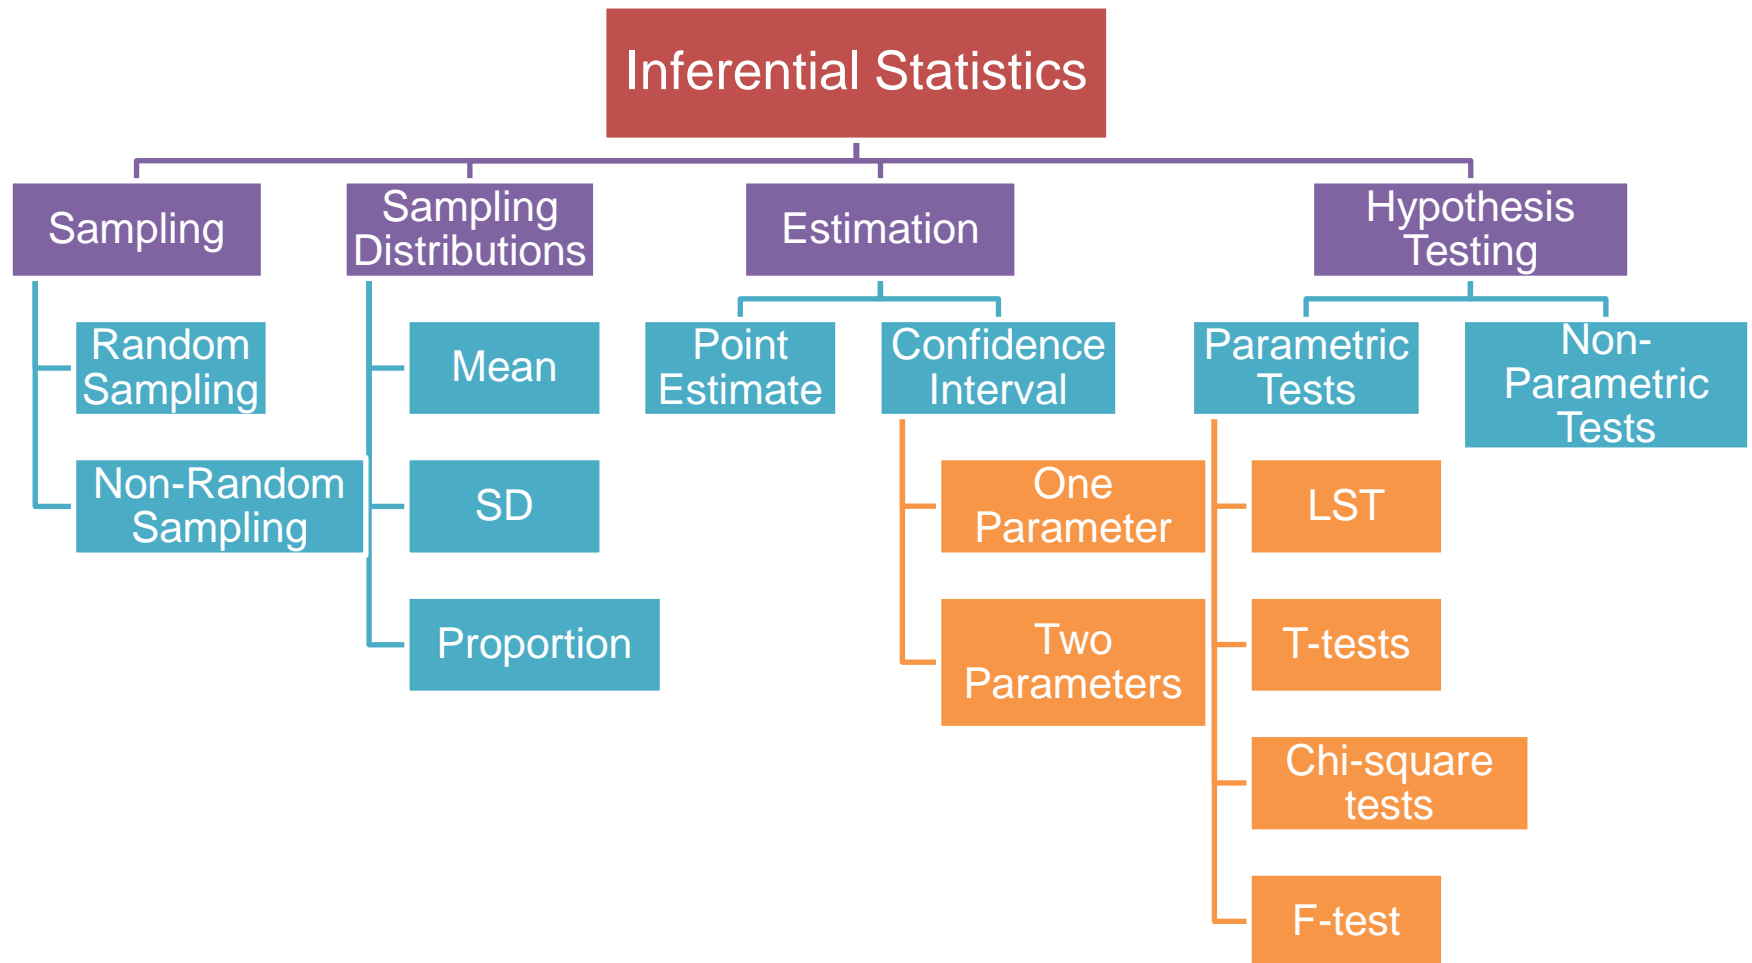 Inferential Statistics
Sampling
Sampling
Distributions
Estimation
Hypothesis
Testing
Random
Sampling
Non-Random
Sampling
Mean
SD
Proportion
Point
Estimate
Confidence
Interval
One
Parameter
Two
Parameters
Parametric
Tests
LST
T-tests
Chi-square
tests
F-test
Non-
Parametric
Tests